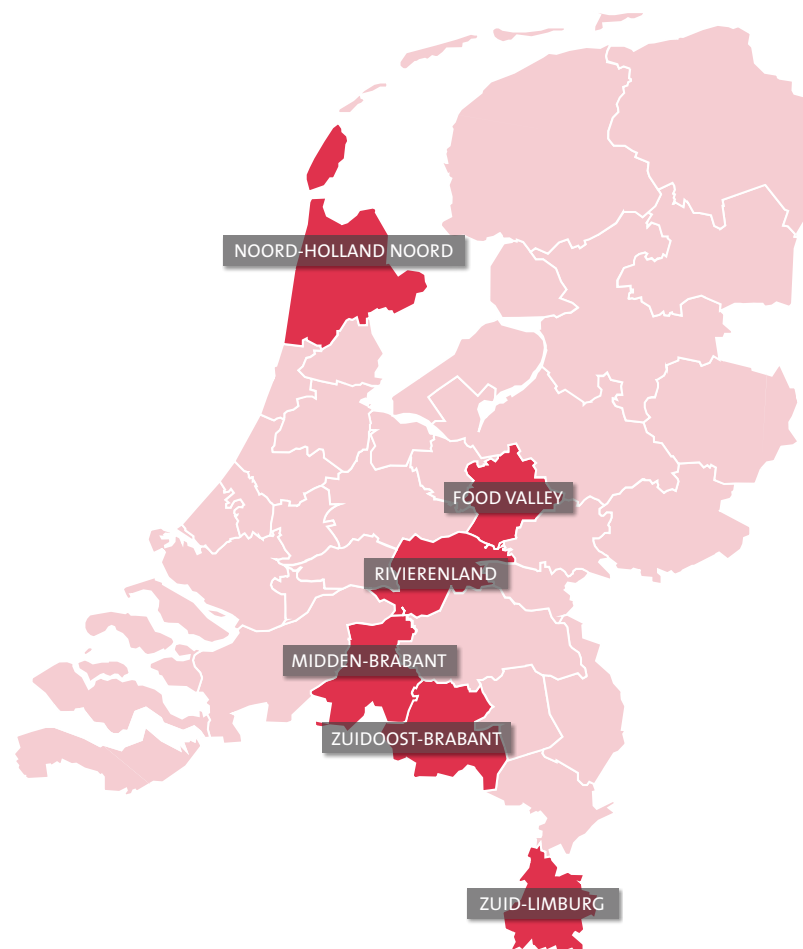 NOORD-HOLLAND NOORD
FOOD VALLEY
RIVIERENLAND
MIDDEN-BRABANT
ZUIDOOST-BRABANT
ZUID-LIMBURG